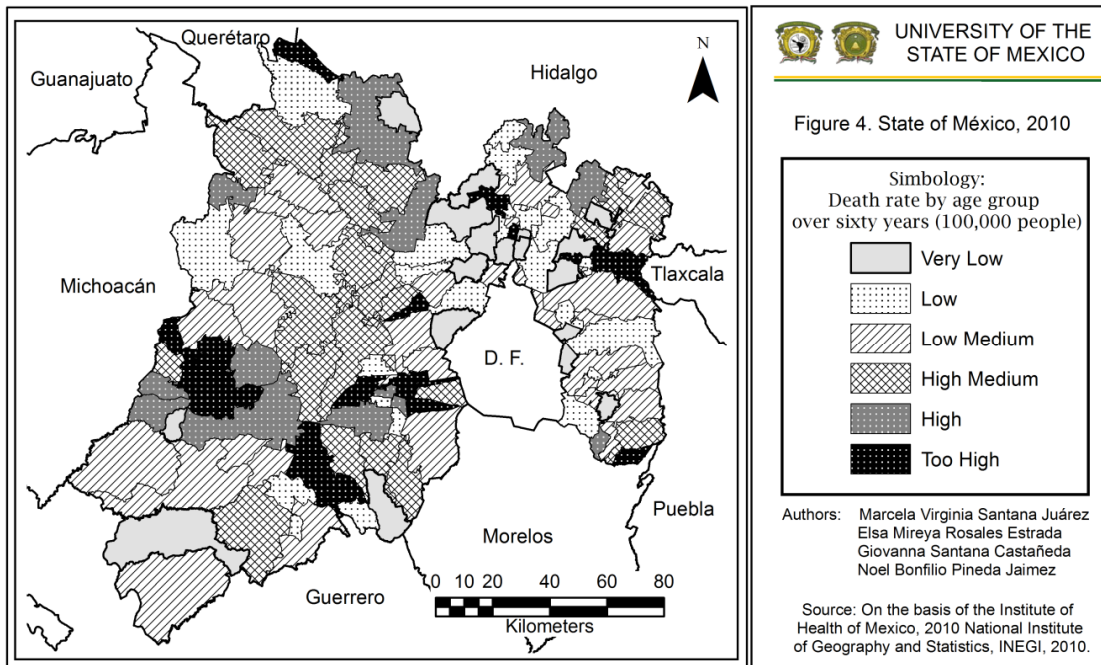 Querétaro
Guanajuato
Hidalgo
N
Michoacán
Tlaxcala
D. F.
Puebla
Morelos
Guerrero
0 10 20 40 60 80
Kilometers
UNIVERSITY OF THE
STATE OF MEXICO
Figure 4. State of México, 2010
Simbology:
Death rate by age group
over sixty years (100,000 people)
Very Low
Low
Low Medium
High Medium
High
Too High
Authors: Marcela Virginia Santana Juárez
Elsa Mireya Rosales Estrada
Giovanna Santana Castañeda
Noel Bonfilio Pineda Jaimez
Source: On the basis of the Institute of
Health of Mexico, 2010 National Institute
of Geography and Statistics, INEGI, 2010.